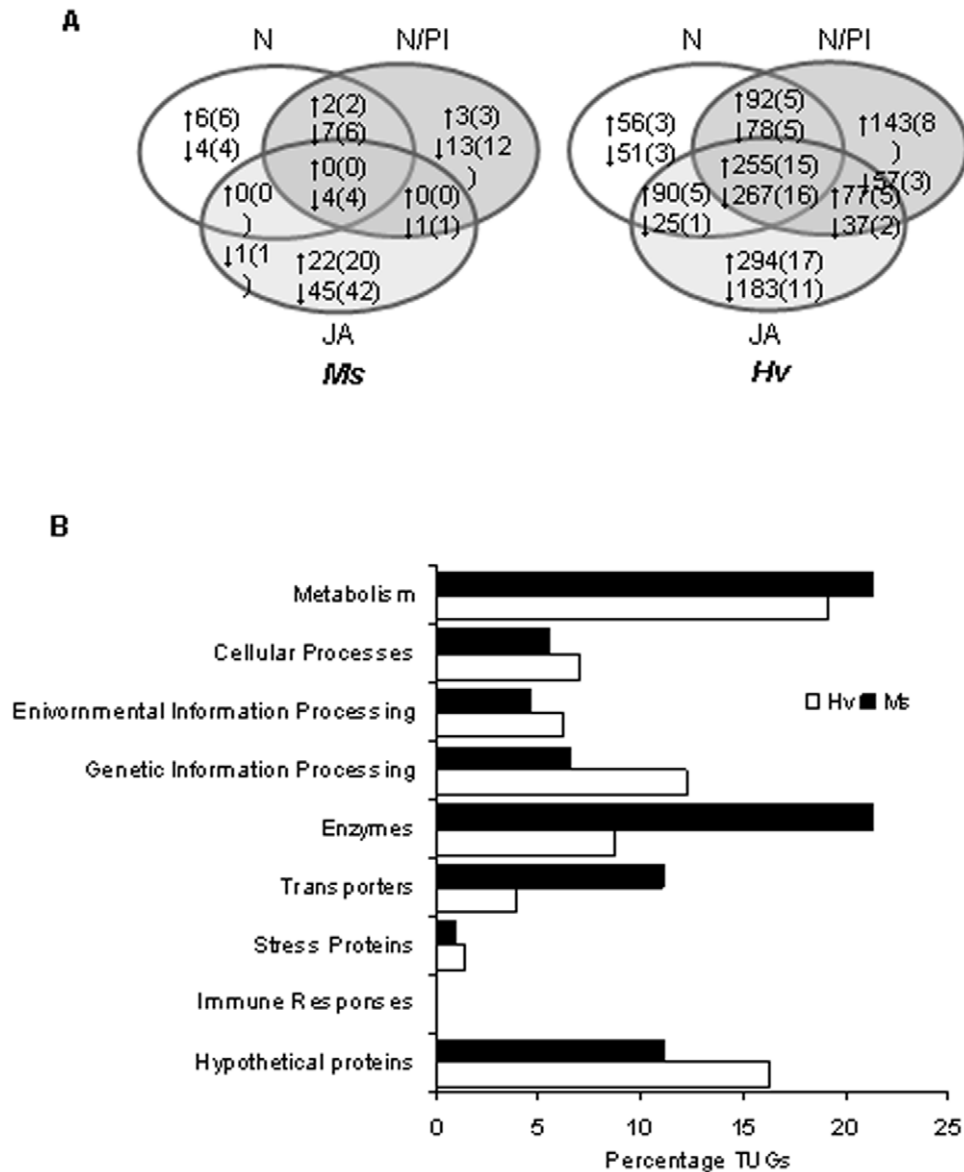 A
N
N/PI
↑6(6)
↓4(4)
↑2(2)
↓7(6)
↑3(3)
↓13(12
)
↑0(0)
↓4(4)
↑0(0
)
↓1(1
)
↑0(0)
↓1(1)
↑22(20)
↓45(42)
JA
Ms
N
N/PI
↑56(3)
↓51(3)
↑92(5)
↓78(5)
↑143(8
)
↓57(3)
↑255(15)
↓267(16)
↑90(5)
↓25(1)
↑77(5)
↓37(2)
↑294(17)
↓183(11)
JA
Hv
B
Metabolism
Cellular Processes
Enivornmental Information Processing
Genetic Information Processing
Enzymes
Transporters
Stress Proteins
Immune Responses
Hypothetical proteins
Hv Ms
0 5 10 15 20 25
Percentage TUGs